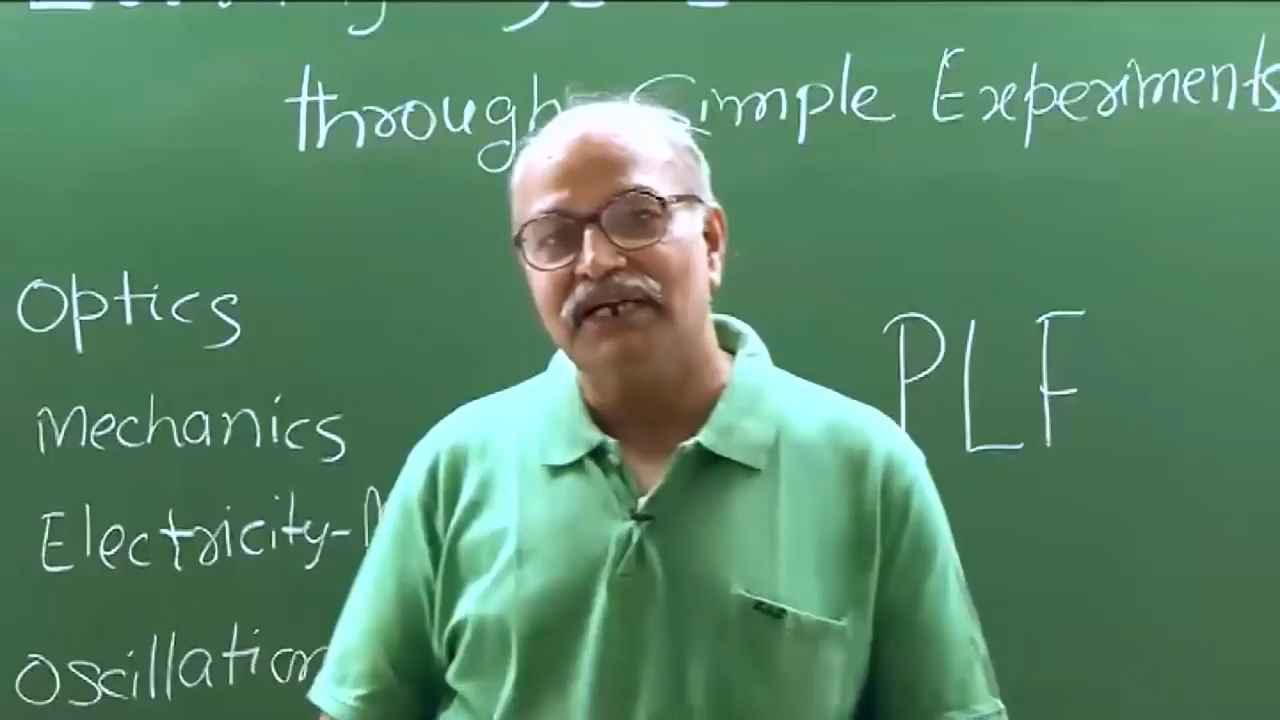 through Simple Experiments
Optics
Mechanics
Electricity-
Oscillation
PLF